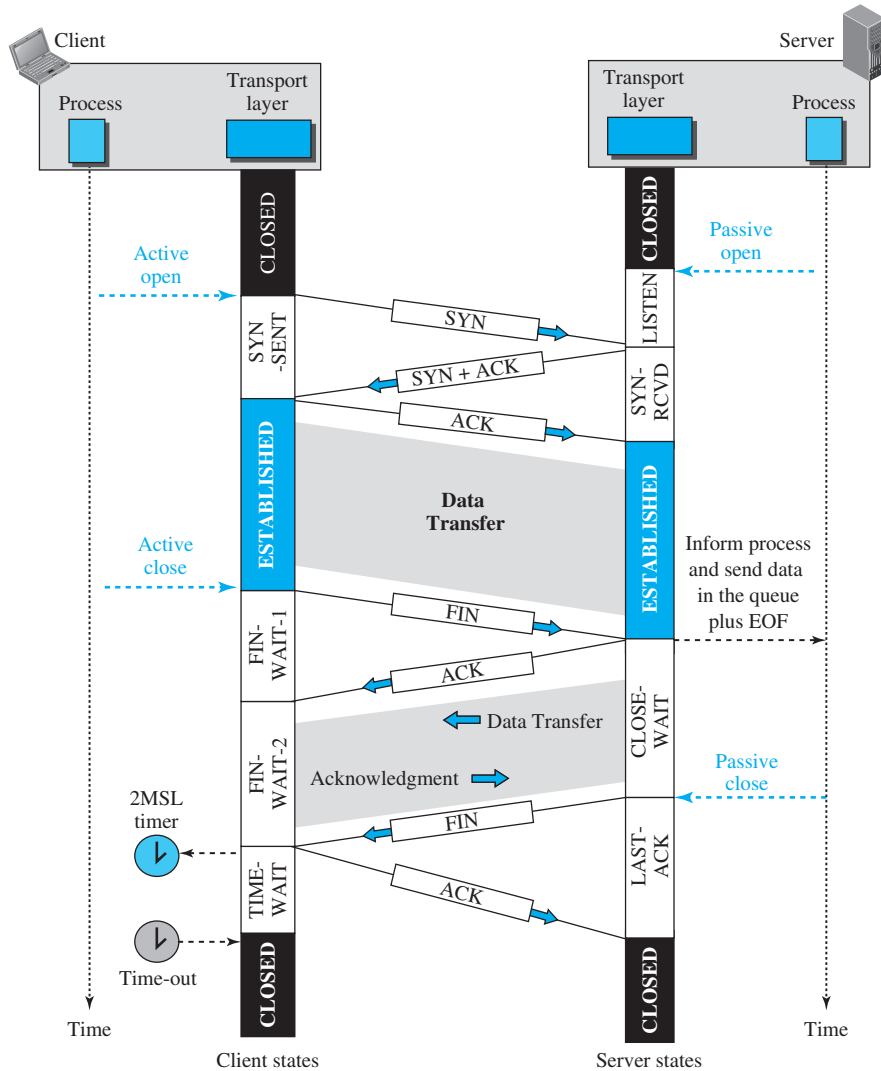 Client
Server
Process
Transport
layer
Transport
layer
Process
CLOSED
CLOSED
Passive
open
Active
open
LISTEN
SYN
SYN
-SENT
SYN + ACK
SYN-
RCVD
ACK
ESTABLISHED
Data
Transfer
ESTABLISHED
Active
close
Inform process
and send data
in the queue
plus EOF
FIN
FIN-
WAIT-1
ACK
CLOSE-
WAIT
Data Transfer
FIN-
WAIT-2
Acknowledgment
Passive
close
2MSL
timer
FIN
LAST-
ACK
TIME-
WAIT
ACK
Time-out
CLOSED
CLOSED
Time
Time
Client states
Server states